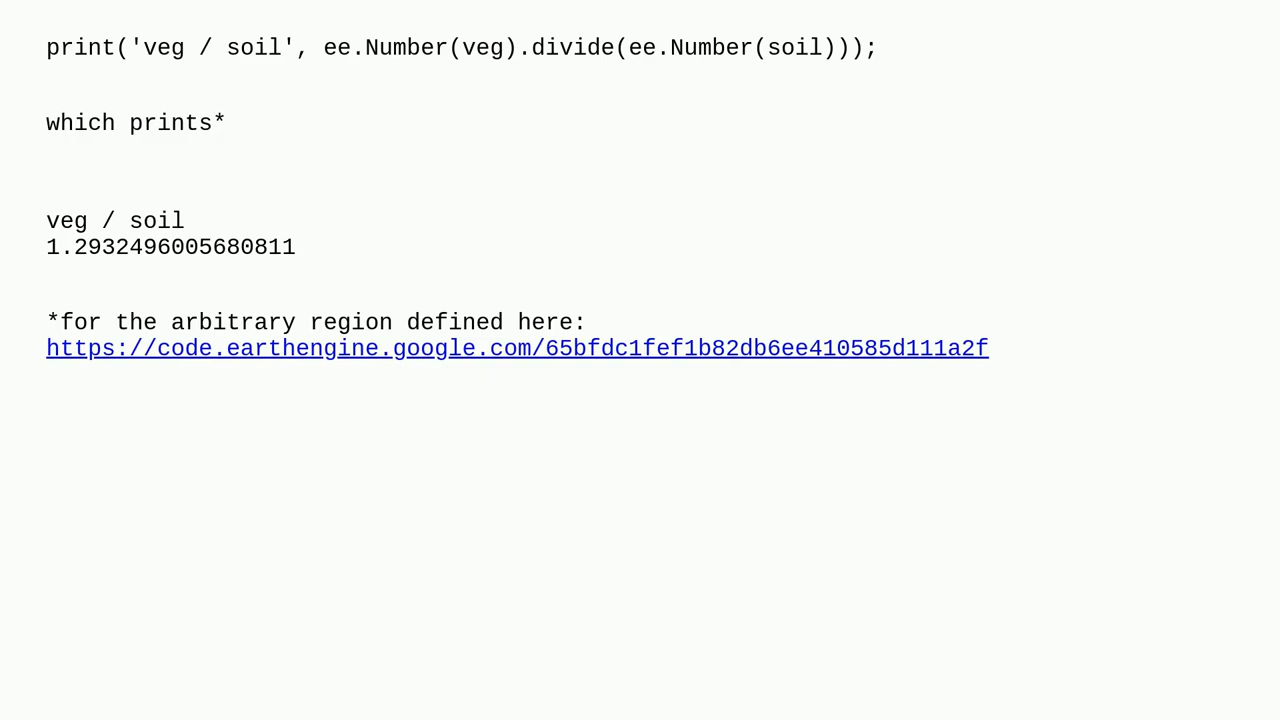 print('veg / soil', ee.Number(veg).divide(ee.Number(soil)));
which prints*
veg / soil
1.2932496005680811
*for the arbitrary region defined here:
https://code.earthengine.google.com/65bfdc1fef1b82db6ee410585d111a2f